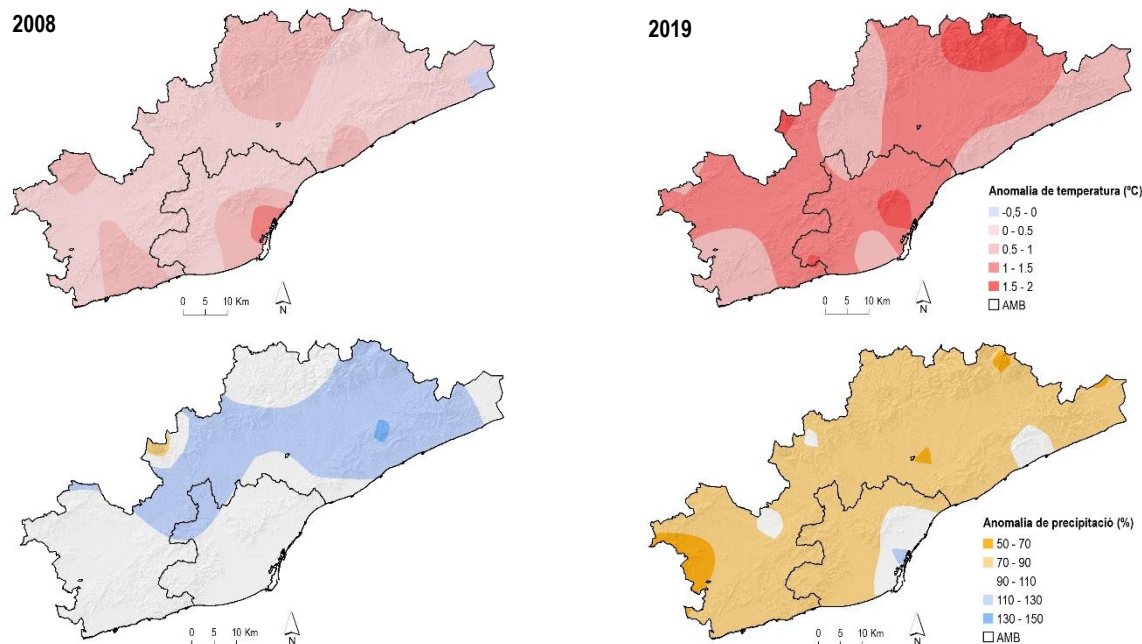 2008
2019
Anomalia de temperatura (ºC)
-0,5 - 0
0 - 0.5
0.5 - 1
1 - 1.5
1.5 - 2
AMB
0 5 10 Km
N
0 5 10 Km
N
Anomalia de precipitació (%)
50 - 70
70 - 90
90 - 110
110 - 130
130 - 150
AMB
0 5 10 Km
N
0 5 10 Km
N